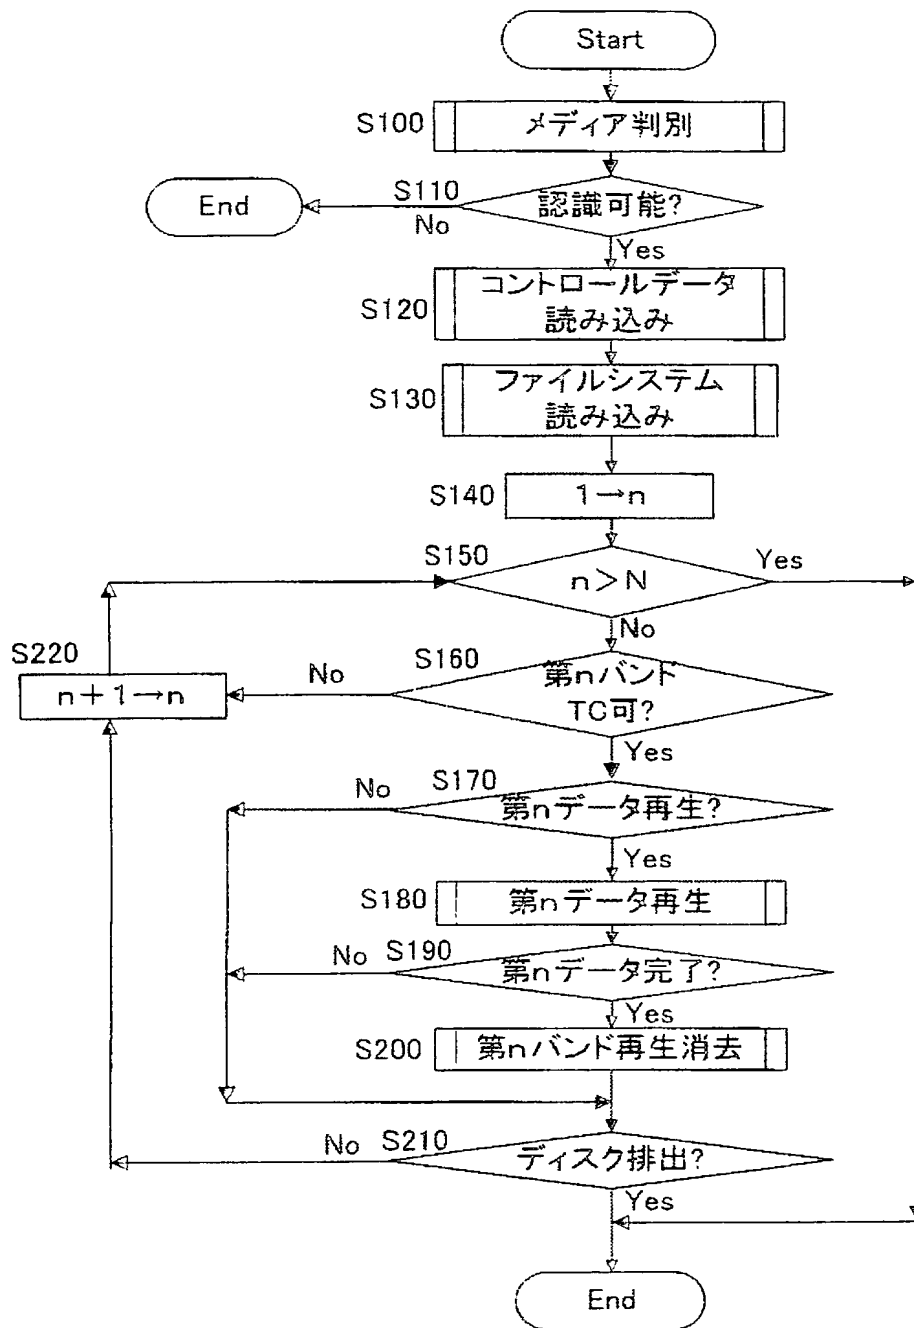 Start
S100
メディア判別
S110
認識可能?
End
No
Yes
S120
コントロールデータ
読み込み
S130
ファイルシステム
読み込み
S140
1→n
S150
n>N
Yes
No
S220
n+1→n
S160
No
第nバンド
TC可?
Yes
S170
No
第nデータ再生?
Yes
S180
第nデータ再生
S190
No
第nデータ完了?
Yes
S200
第nバンド再生消去
S210
No
ディスク排出?
Yes
End